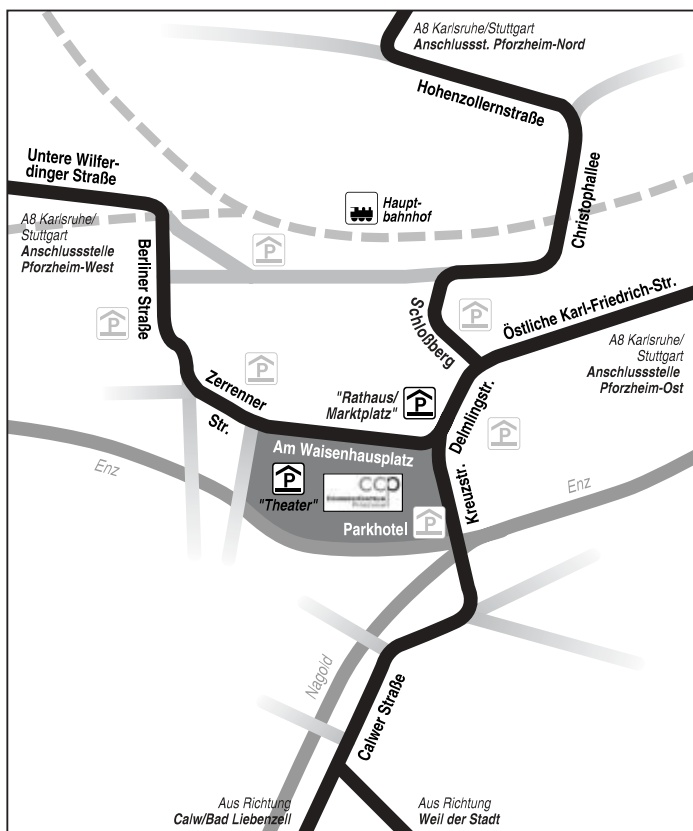 A8 Karlsruhe/Stuttgart
Anschlussst. Pforzheim-Nord
Hohenzollernstraße
Christophallee
Untere Wilfer-
dinger Straße
Haupt-
bahnhof
A8 Karlsruhe/
Stuttgart
Anschlussstelle
Pforzheim-West
Berliner Straße
P
P
P
P
Schloßberg
Östliche Karl-Friedrich-Str.
A8 Karlsruhe/
Stuttgart
Anschlussstelle
Pforzheim-Ost
Zerrenner
Str.
"Rathaus/
Marktplatz"
P
Deimlingstr.
P
Am Waisenhausplatz
Enz
P
"Theater"
CCP
Kreustr.
Enz
Parkhotel
P
Nagold
Calwer Straße
Aus Richtung
Calw/Bad Liebenzell
Aus Richtung
Weil der Stadt